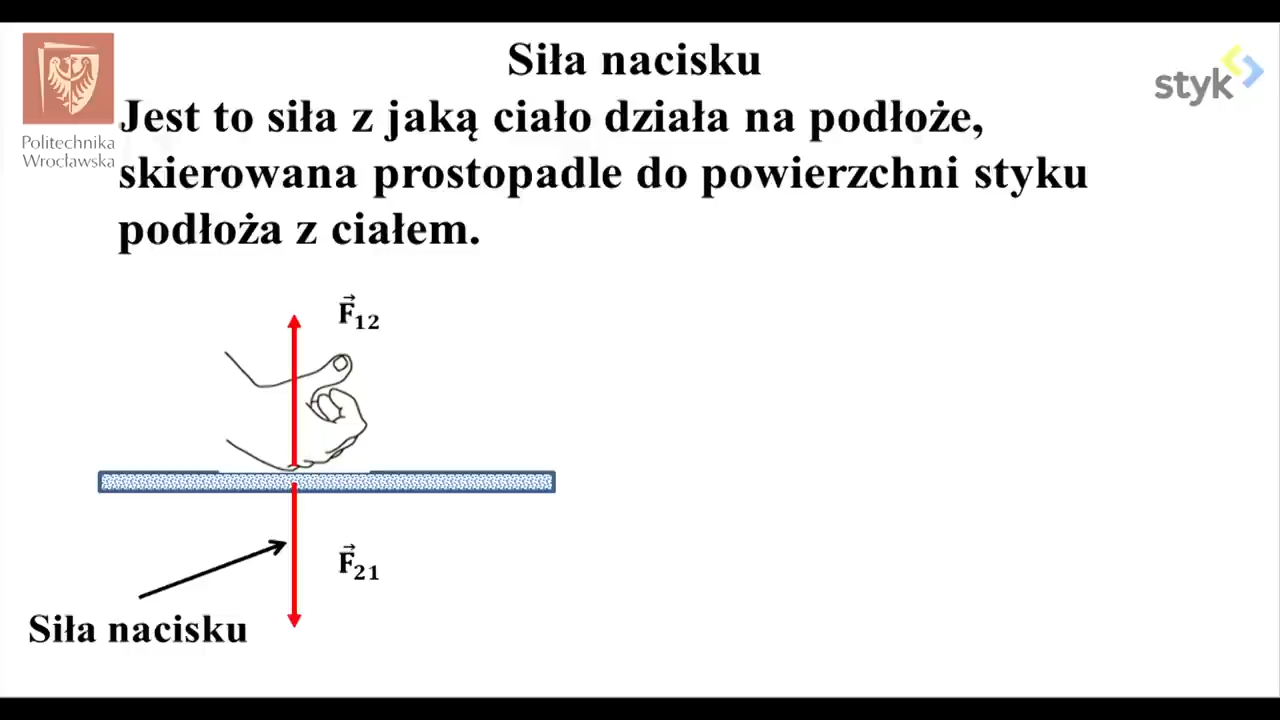 Siła nacisku
styk
Jest to siła z jaką ciało działa na podłoże,
Politechnika
Wrocławska
skierowana prostopadle do powierzchni styku
podłoża z ciałem.
F⃗₁₂
F⃗₂₁
Siła nacisku